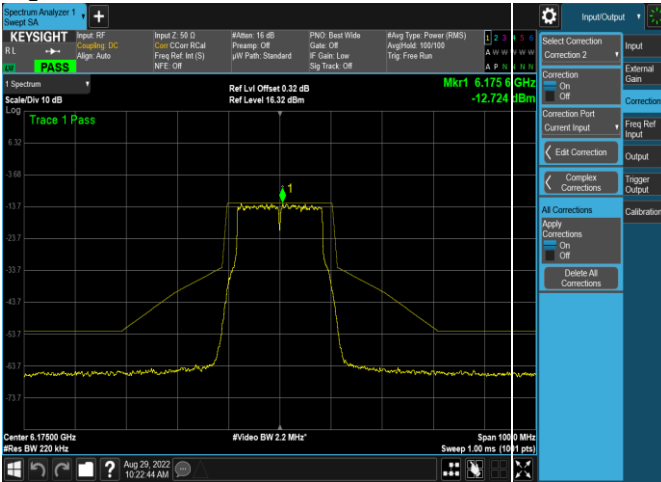 Spectrum Analyzer 1
Swept SA
KEYSIGHT
RL
PASS
Input: RF
Coupling: DC
Align: Auto
Input Z: 50 Ω
Corr CCorr RCal
Freq Ref: Int (S)
NFE: Off
#Atten: 16 dB
Preamp: Off
µW Path: Standard
PNO: Best Wide
Gate: Off
IF Gain: Low
Sig Track: Off
#Avg Type: Power (RMS)
Avg|Hold: 100/100
Trig: Free Run
1 2 3 4 5 6
A W W W W W
A P N N N N
1 Spectrum
Scale/Div 10 dB
Log
Ref Lvl Offset 0.32 dB
Ref Level 16.32 dBm
Mkr1 6.175 6 GHz
-12.724 dBm
Trace 1 Pass
1
6.32
-3.68
-13.7
-23.7
-33.7
-43.7
-53.7
-63.7
-73.7
Center 6.17500 GHz
#Res BW 220 kHz
#Video BW 2.2 MHz*
Span 100.0 MHz
Sweep 1.00 ms (1001 pts)
Aug 29, 2022
10:22:44 AM
Input/Output
Select Correction
Correction 2
Correction
On
Off
Correction Port
Current Input
Edit Correction
Complex
Corrections
All Corrections
Apply
Corrections
On
Off
Delete All
Corrections
Input
External
Gain
Correction
Freq Ref
Input
Output
Trigger
Output
Calibration